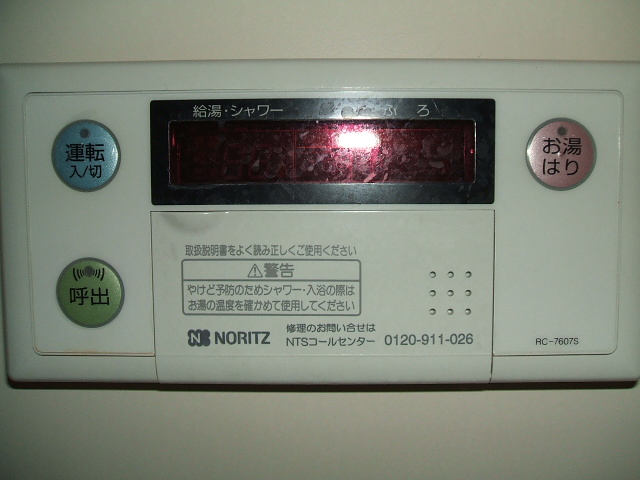 給湯・シャワー ふろ
運転
入/切
お湯
はり
呼出
取扱説明書をよく読み正しくご使用ください
警告
やけど予防のためシャワー・入浴の際は
お湯の温度を確かめて使用してください
NORITZ
修理のお問い合せは
NTSコールセンター 0120-911-026
RC-7607S